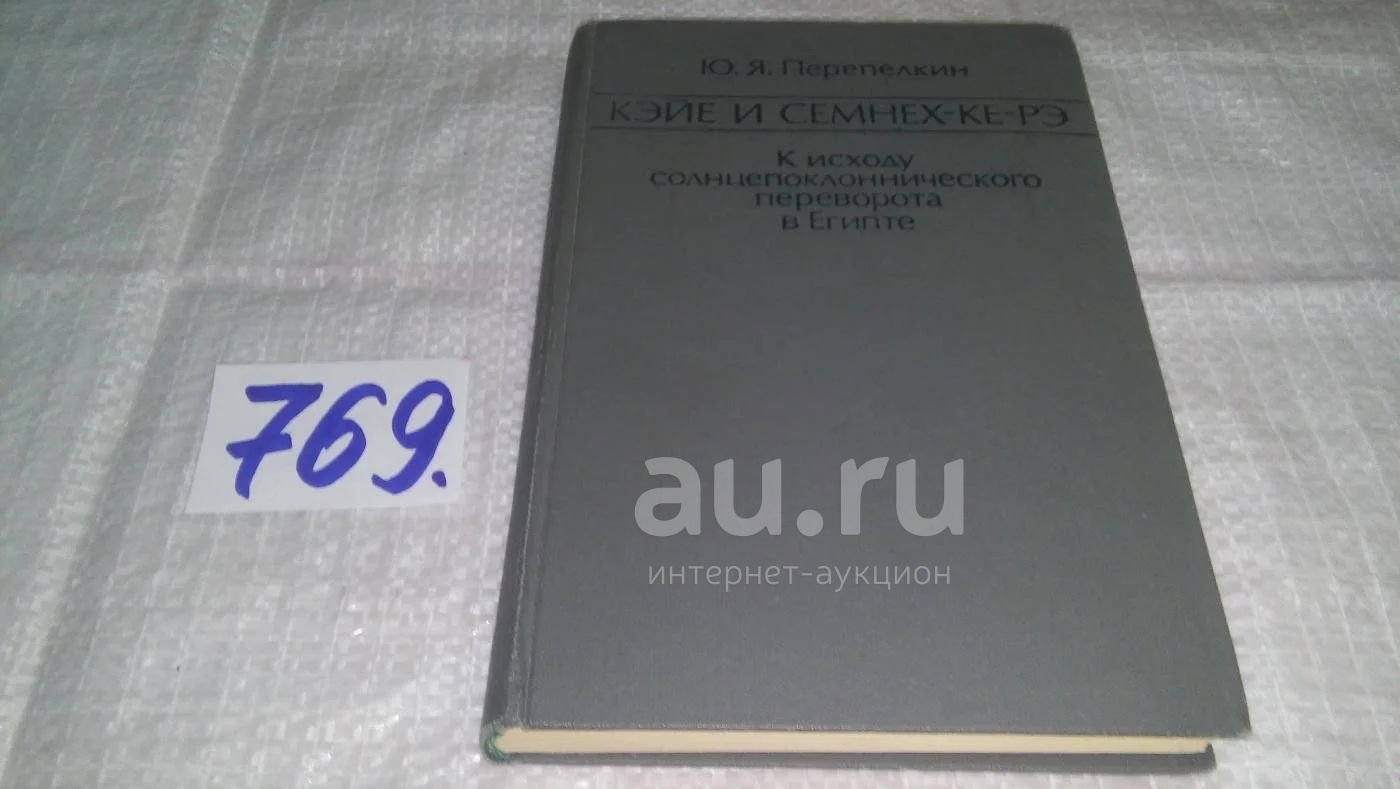 Ю. Я. Перепелкин
КЭЙЕ И СЕМНЕХ-КЕ-РЭ
К исходу
солнцепоклоннического
переворота
в Египте
769.
au.ru
интернет-аукцион